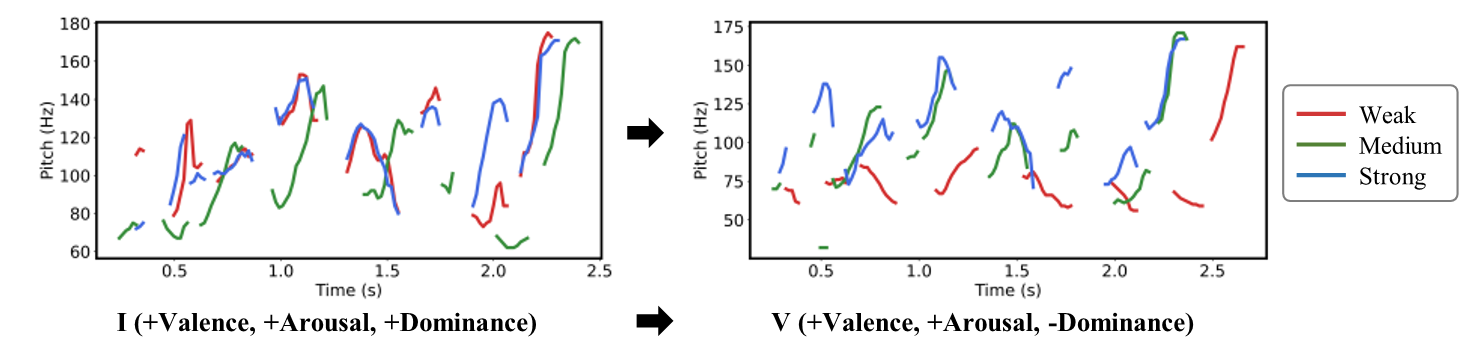 180
160
140
120
100
80
60
Pitch (Hz)
0.5 1.0 1.5 2.0 2.5
Time (s)
I (+Valence, +Arousal, +Dominance)
175
150
125
100
75
50
Pitch (Hz)
0.5 1.0 1.5 2.0 2.5
Time (s)
V (+Valence, +Arousal, -Dominance)
Weak
Medium
Strong